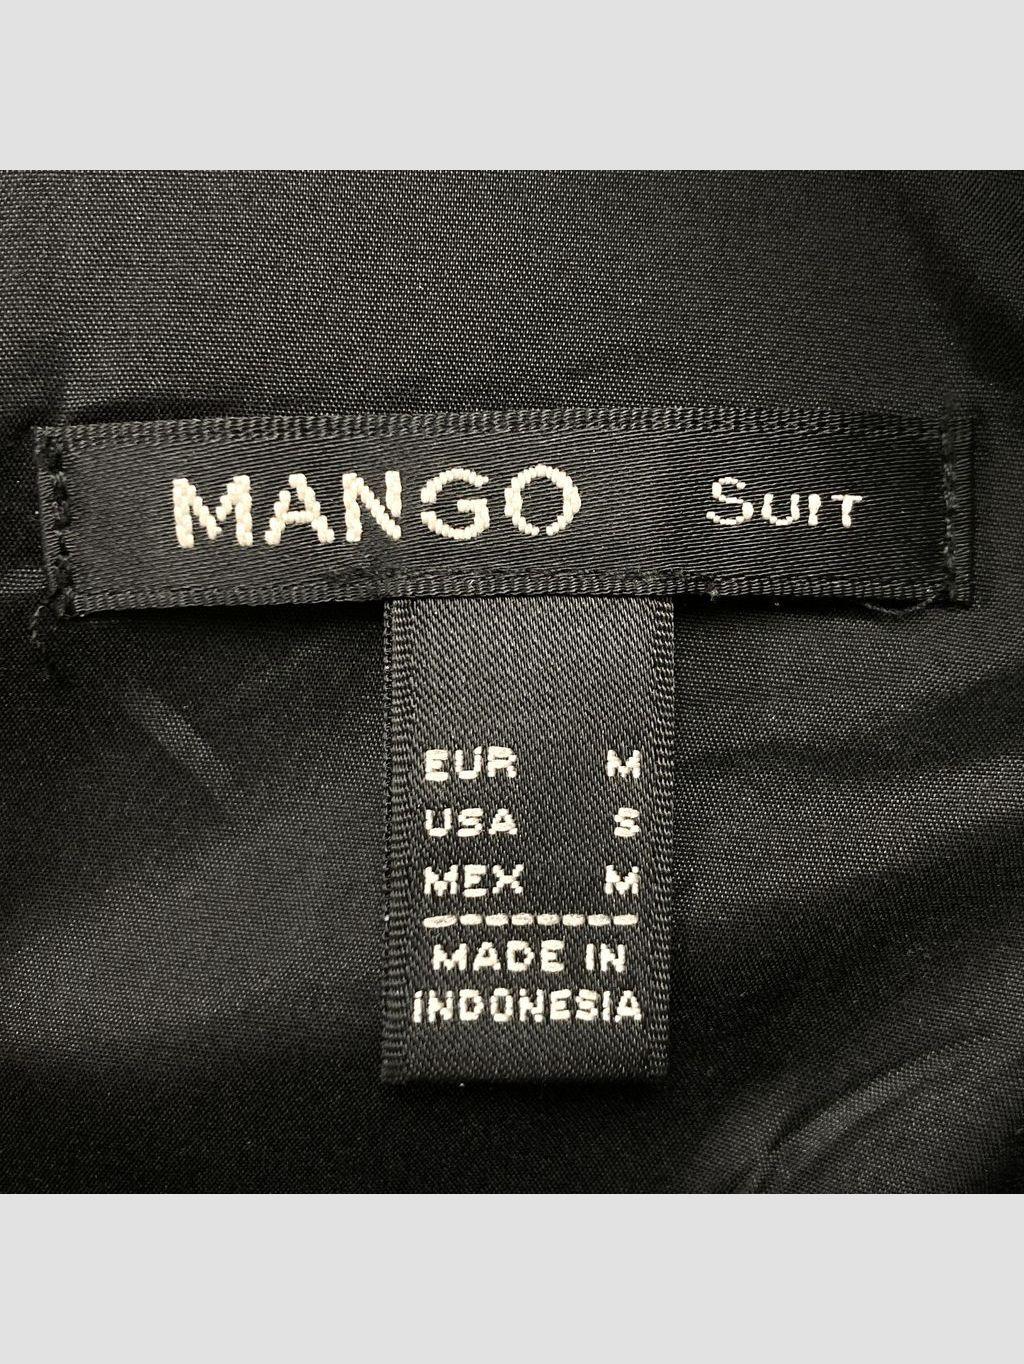 MANGO SUIT
EUR M
USA S
MEX M
MADE IN
INDONESIA